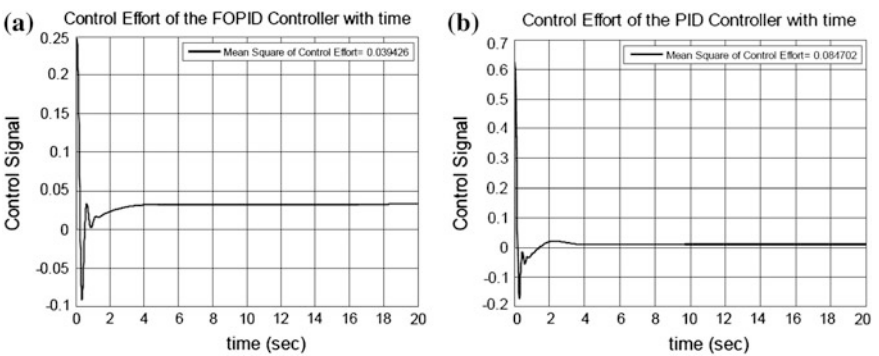 (a)
Control Effort of the FOPID Controller with time
Mean Square of Control Effort= 0.039426
Control Signal
0.25
0.2
0.15
0.1
0.05
0
-0.05
-0.1
0 2 4 6 8 10 12 14 16 18 20
time (sec)
(b)
Control Effort of the PID Controller with time
Mean Square of Control Effort= 0.084702
Control Signal
0.7
0.6
0.5
0.4
0.3
0.2
0.1
0
-0.1
-0.2
0 2 4 6 8 10 12 14 16 18 20
time (sec)